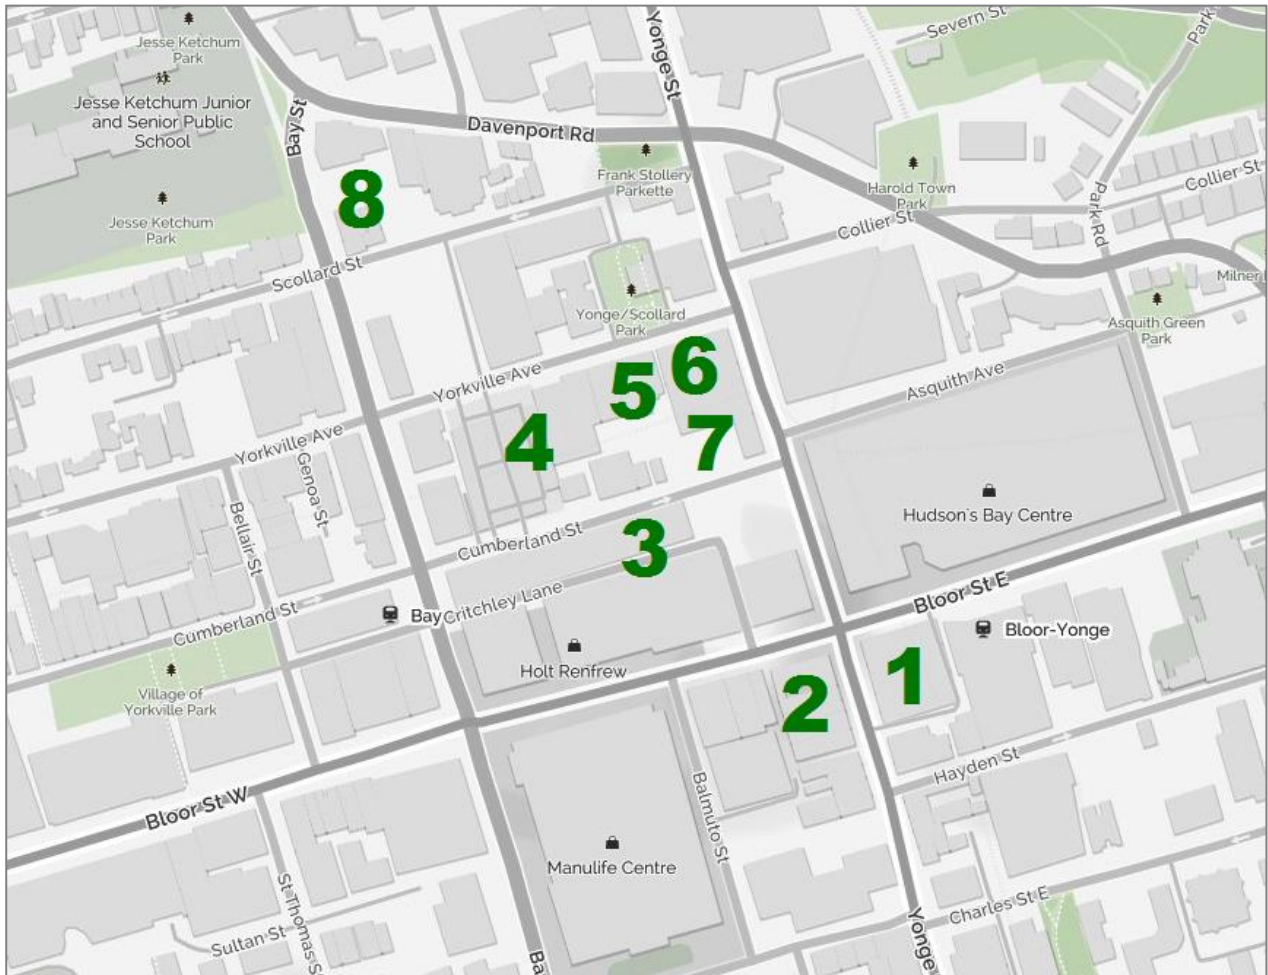 Jesse Ketchum
Park
Jesse Ketchum Junior
and Senior Public
School
Jesse Ketchum
Park
Bay St
Yonge St
Severn St
Park
Davenport Rd
8
Frank Stollery
Parkette
Harold Town
Park
Collier St
Collier St
Park Rd
Scollard St
Yonge/Scollard
Park
Milner
Asquith Green
Park
Yorkville Ave
5
6
Asquith Ave
4
7
Yorkville Ave
Genoa St
Bellair St
Hudson's Bay Centre
Cumberland St
3
Bloor St E
Critchley Lane
Bay
Cumberland St
Bloor-Yonge
Holt Renfrew
Village of
Yorkville Park
2
1
Bloor St W
Hayden St
Balmuto St
Manulife Centre
St Thomas S
Sultan St
Charles St E
Yonge
Ba